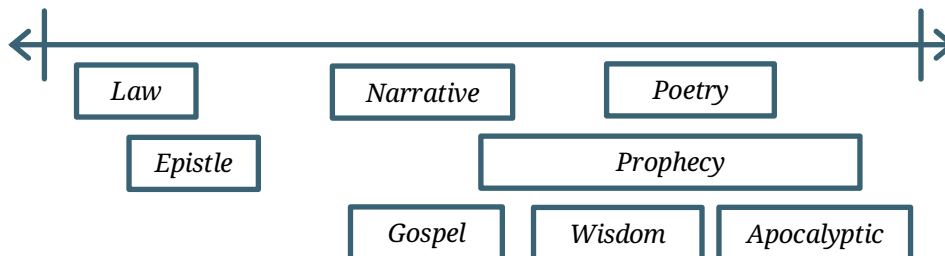 Law Narrative Poetry
Epistle Prophecy
Gospel Wisdom Apocalyptic